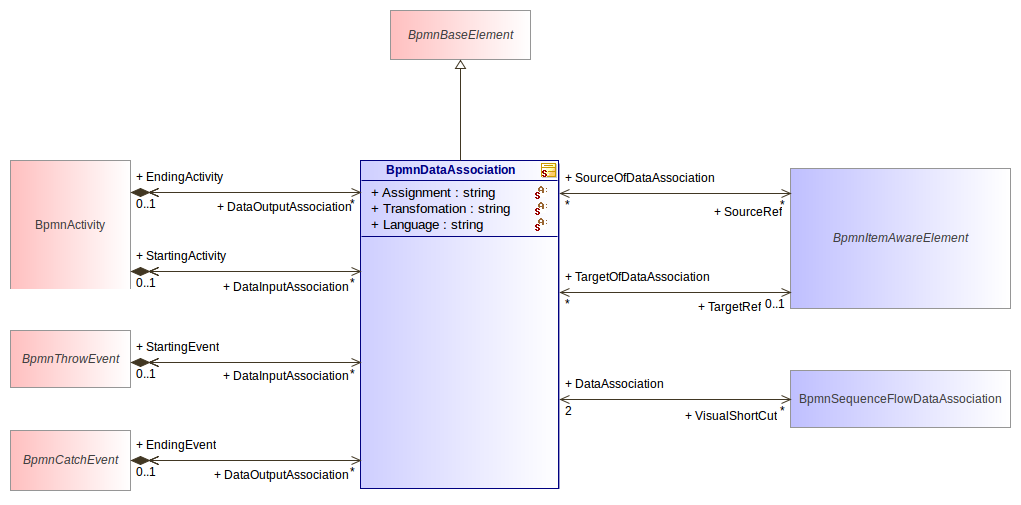 BpmnBaseElement
BpmnDataAssociation
+ Assignment : string
+ Transfomation : string
+ Language : string
BpmnActivity
+ EndingActivity
0..1
+ DataOutputAssociation
*
+ StartingActivity
0..1
+ DataInputAssociation
*
BpmnThrowEvent
+ StartingEvent
0..1
+ DataInputAssociation
*
BpmnCatchEvent
+ EndingEvent
0..1
+ DataOutputAssociation
*
+ SourceOfDataAssociation
*
+ SourceRef
*
BpmnItemAwareElement
+ TargetOfDataAssociation
*
+ TargetRef
0..1
+ DataAssociation
2
+ VisualShortCut
*
BpmnSequenceFlowDataAssociation